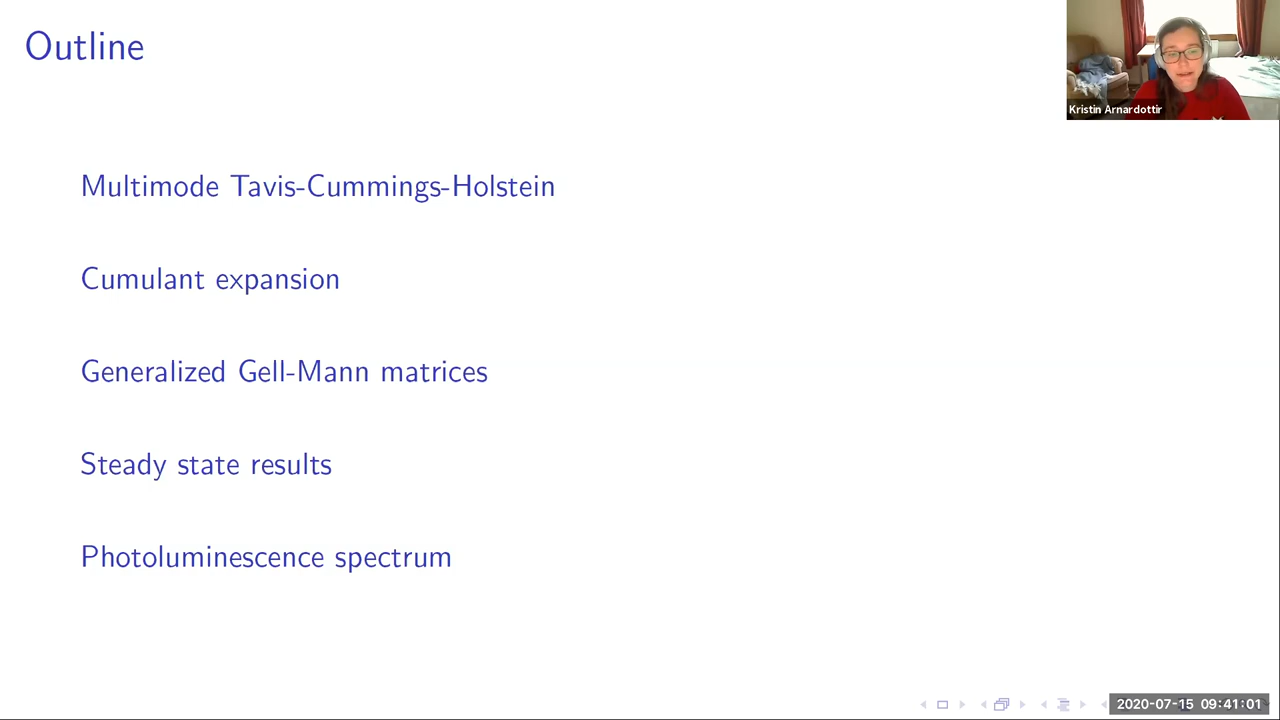 Outline
Kristin Arnardottir
Multimode Tavis-Cummings-Holstein
Cumulant expansion
Generalized Gell-Mann matrices
Steady state results
Photoluminescence spectrum
2020-07-15 09:41:01